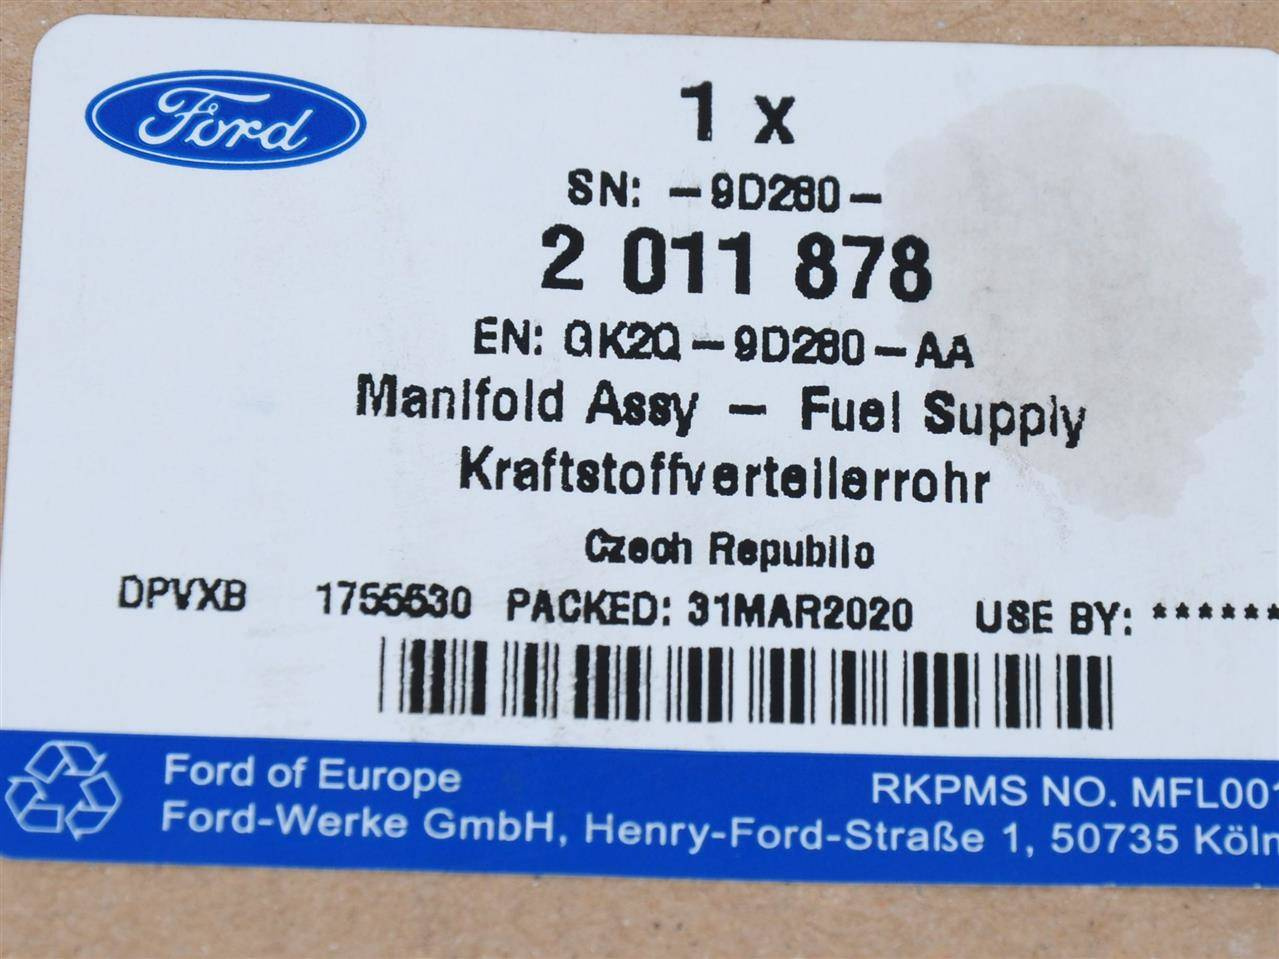 Ford
1 x
SN: -9D280-
2 011 878
EN: GK2Q-9D280-AA
Manifold Assy - Fuel Supply
Kraftstoffverteilerrohr
Czech Republic
DPVXB 1755530 PACKED: 31MAR2020 USE BY: ******
Ford of Europe RKPMS NO. MFL001
Ford-Werke GmbH, Henry-Ford-Straße 1, 50735 Köln